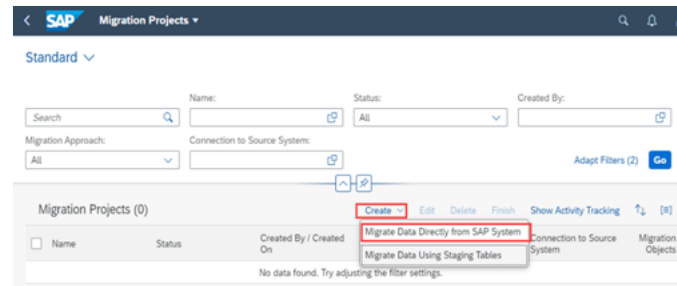 SAP Migration Projects
Standard
Name: Status: Created By:
Search All
Migration Approach: Connection to Source System:
All Adapt Filters (2) Go
Migration Projects (0) Create Edit Delete Finish Show Activity Tracking
Migrate Data Directly from SAP System
Name Status Created By / Created On Connection to Source System Migration Objects
Migrate Data Using Staging Tables
No data found. Try adjusting the filter settings.